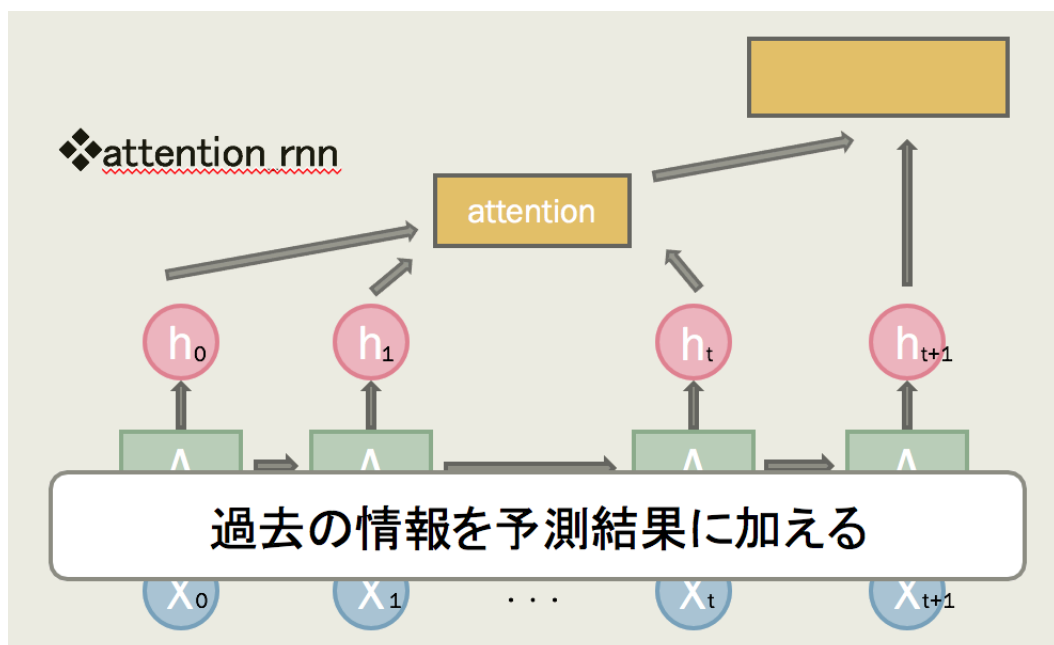 ❖attention rnn
attention
h0 h1 ht ht+1
A A A A
過去の情報を予測結果に加える
X0 X1 ... Xt Xt+1